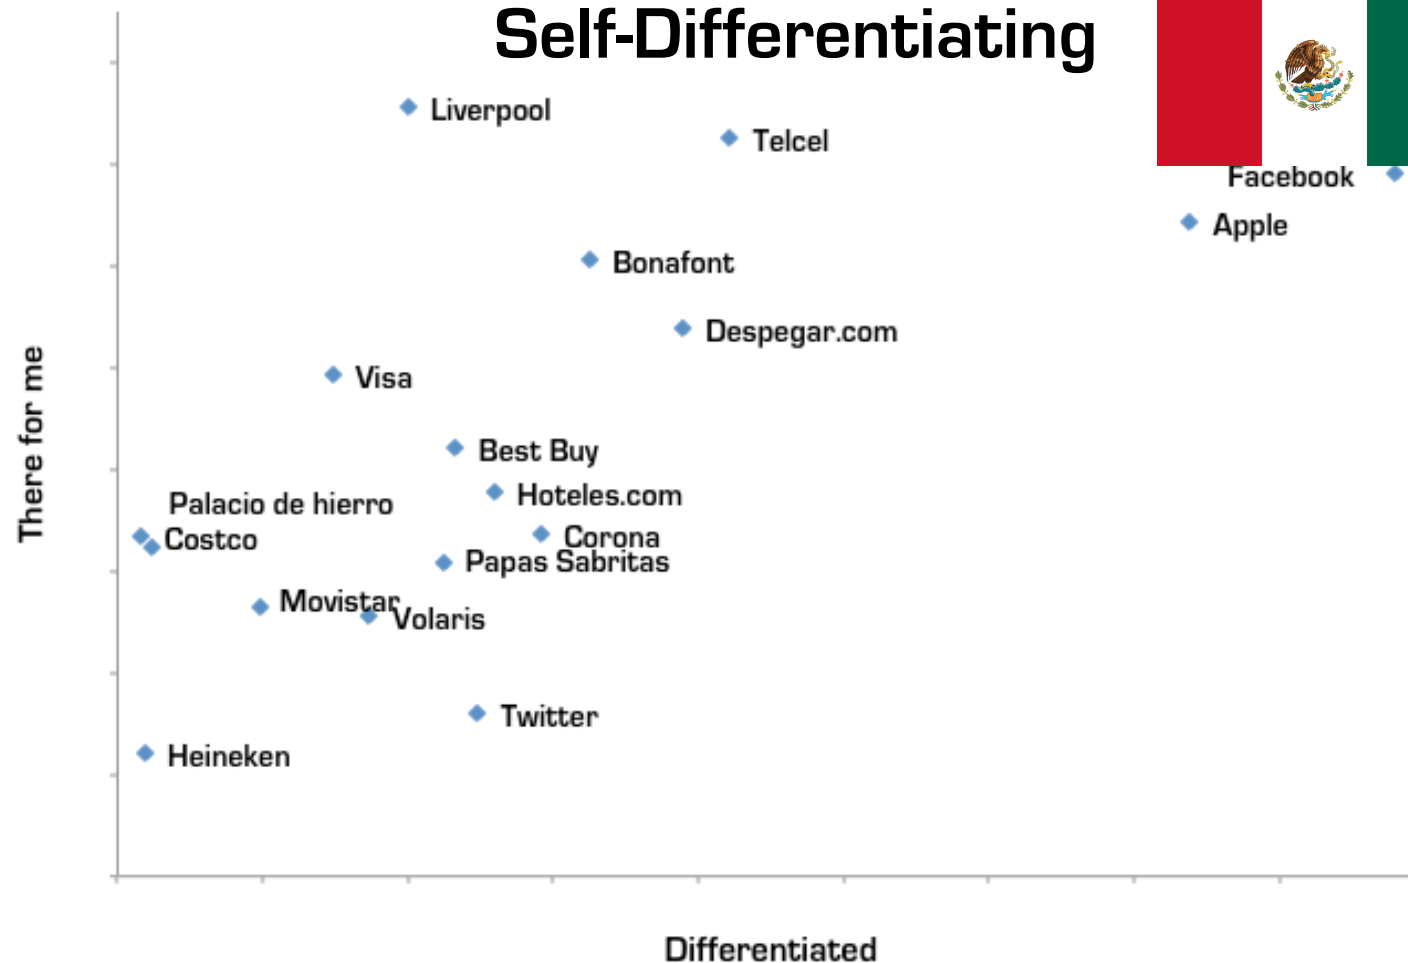 Self-Differentiating
Liverpool
Telcel
Facebook
Apple
Bonafont
Despegar.com
Visa
Best Buy
Hoteles.com
Palacio de hierro
Costco
Corona
Papas Sabritas
Movistar
Volaris
Twitter
Heineken
There for me
Differentiated